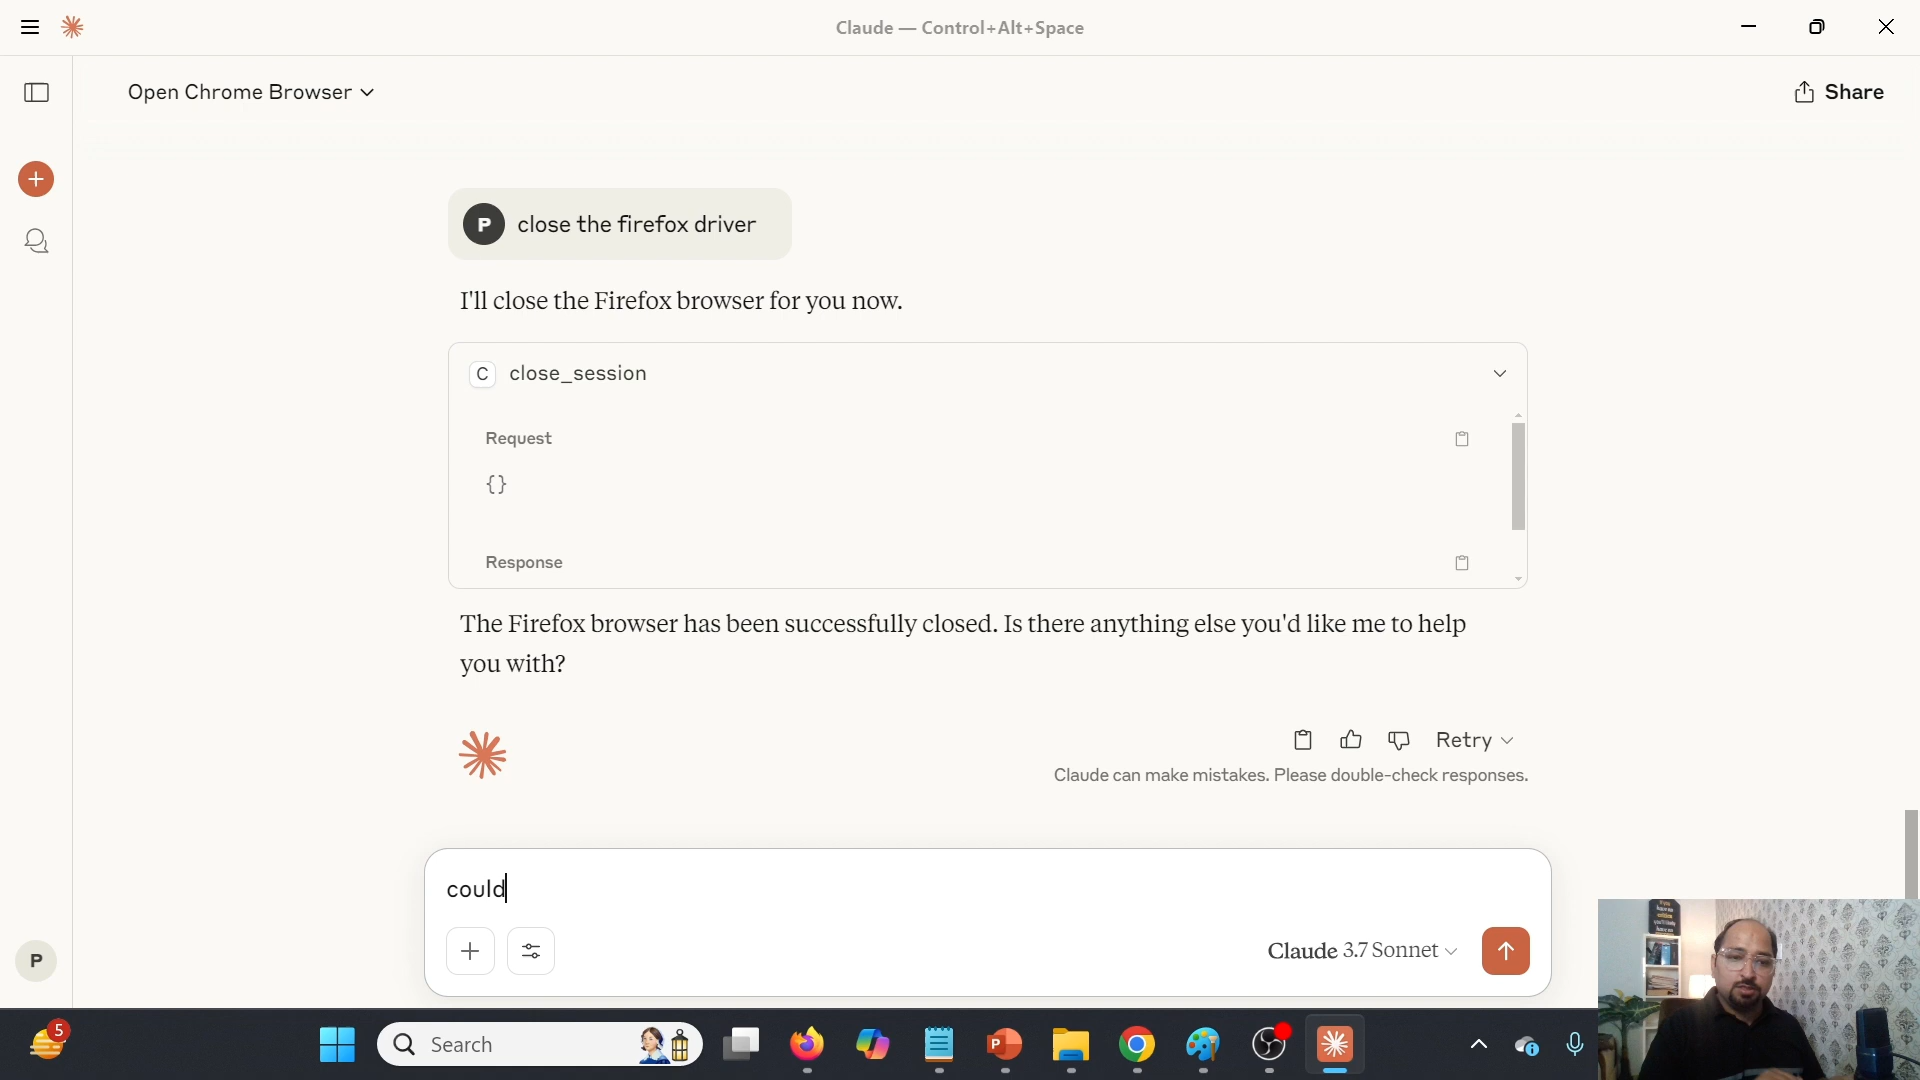 Claude — Control+Alt+Space
Open Chrome Browser
Share
P
close the firefox driver
I'll close the Firefox browser for you now.
C
close_session
Request
{}
Response
The Firefox browser has been successfully closed. Is there anything else you'd like me to help
you with?
Retry
Claude can make mistakes. Please double-check responses.
could
Claude 3.7 Sonnet
P
5
Search
P